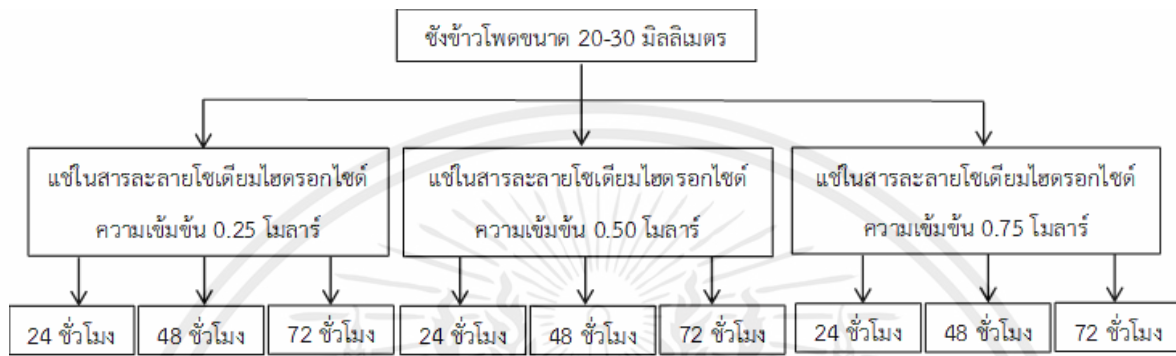 ซังข้าวโพดขนาด 20-30 มิลลิเมตร
แช่ในสารละลายโซเดียมไฮดรอกไซด์
ความเข้มข้น 0.25 โมลาร์
แช่ในสารละลายโซเดียมไฮดรอกไซด์
ความเข้มข้น 0.50 โมลาร์
แช่ในสารละลายโซเดียมไฮดรอกไซด์
ความเข้มข้น 0.75 โมลาร์
24 ชั่วโมง
48 ชั่วโมง
72 ชั่วโมง
24 ชั่วโมง
48 ชั่วโมง
72 ชั่วโมง
24 ชั่วโมง
48 ชั่วโมง
72 ชั่วโมง